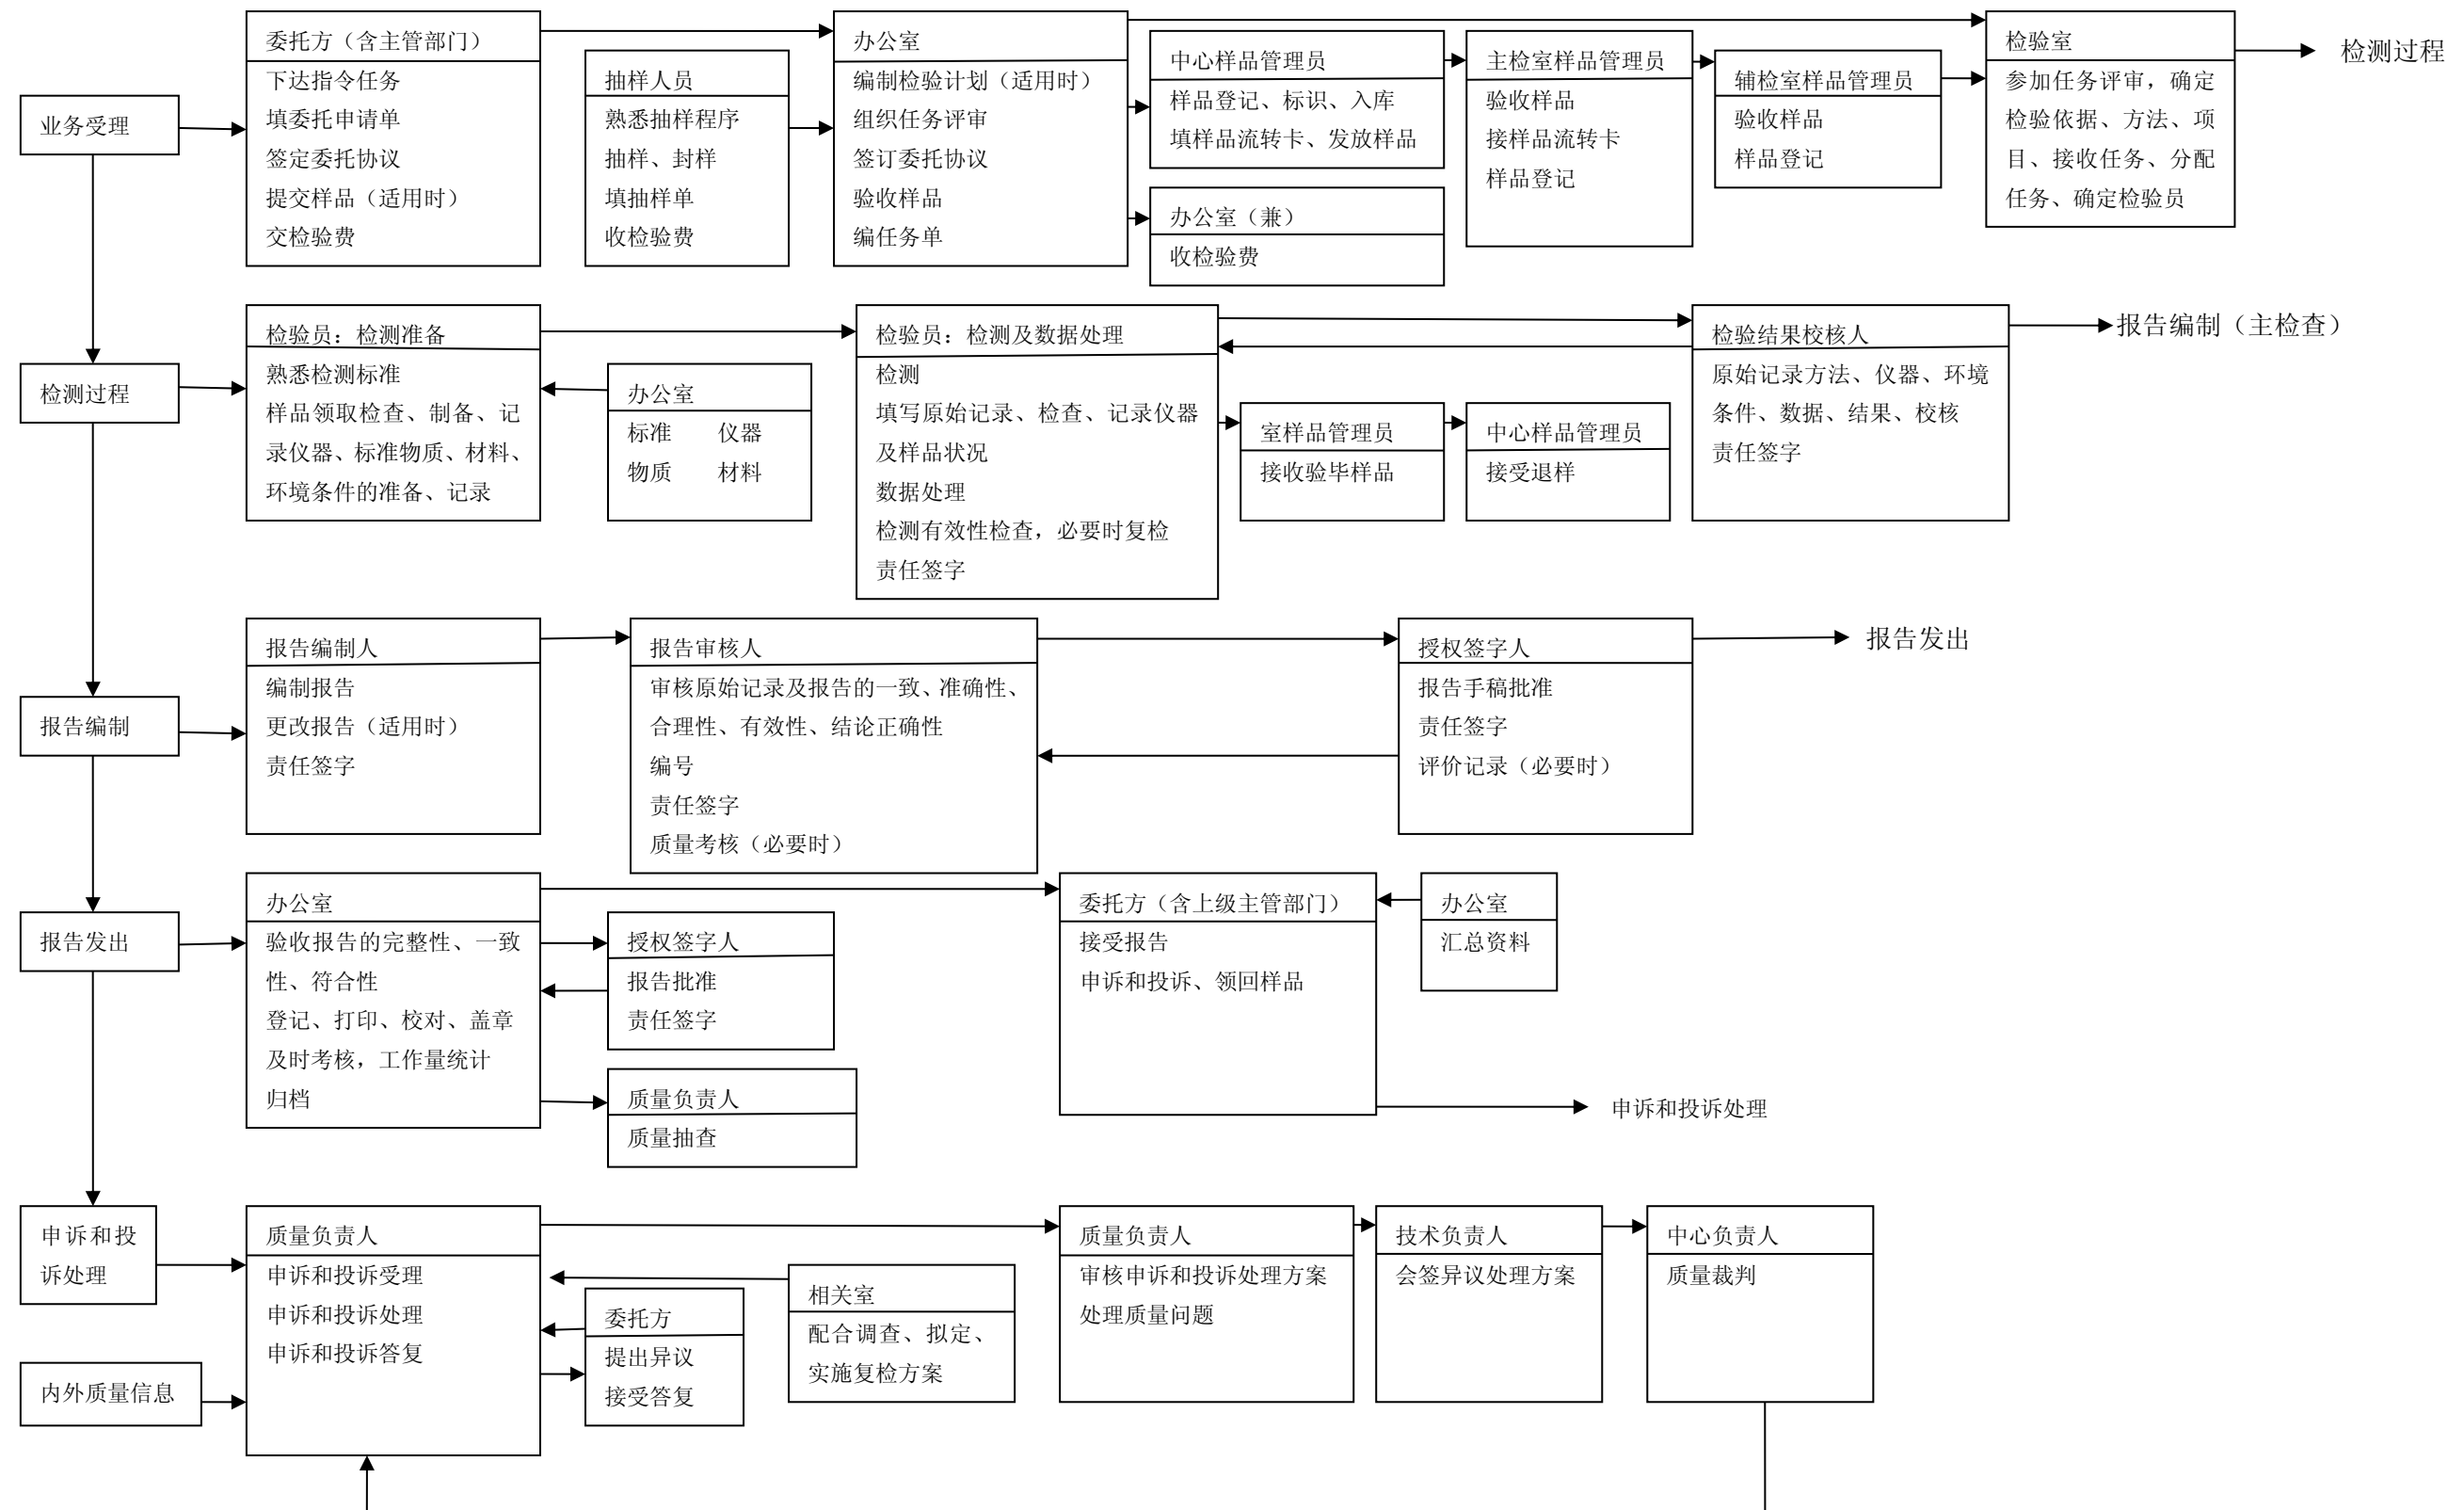 业务受理
委托方（含主管部门）
下达指令任务
填委托申请单
签定委托协议
提交样品（适用时）
交检验费
抽样人员
熟悉抽样程序
抽样、封样
填抽样单
收检验费
办公室
编制检验计划（适用时）
组织任务评审
签订委托协议
验收样品
编任务单
中心样品管理员
样品登记、标识、入库
填样品流转卡、发放样品
办公室（兼）
收检验费
主检室样品管理员
验收样品
接样品流转卡
样品登记
辅检室样品管理员
验收样品
样品登记
检验室
参加任务评审，确定
检验依据、方法、项
目、接收任务、分配
任务、确定检验员
检测过程
检测过程
检验员：检测准备
熟悉检测标准
样品领取检查、制备、记
录仪器、标准物质、材料、
环境条件的准备、记录
办公室
标准 仪器
物质 材料
检验员：检测及数据处理
检测
填写原始记录、检查、记录仪器
及样品状况
数据处理
检测有效性检查，必要时复检
责任签字
室样品管理员
接收验毕样品
中心样品管理员
接受退样
检验结果校核人
原始记录方法、仪器、环境
条件、数据、结果、校核
责任签字
报告编制（主检查）
报告编制
报告编制人
编制报告
更改报告（适用时）
责任签字
报告审核人
审核原始记录及报告的一致、准确性、
合理性、有效性、结论正确性
编号
责任签字
质量考核（必要时）
授权签字人
报告手稿批准
责任签字
评价记录（必要时）
报告发出
报告发出
办公室
验收报告的完整性、一致
性、符合性
登记、打印、校对、盖章
及时考核，工作量统计
归档
授权签字人
报告批准
责任签字
质量负责人
质量抽查
委托方（含上级主管部门）
接受报告
申诉和投诉、领回样品
办公室
汇总资料
申诉和投诉处理
申诉和投
诉处理
内外质量信息
质量负责人
申诉和投诉受理
申诉和投诉处理
申诉和投诉答复
委托方
提出异议
接受答复
相关室
配合调查、拟定、
实施复检方案
质量负责人
审核申诉和投诉处理方案
处理质量问题
技术负责人
会签异议处理方案
中心负责人
质量裁判